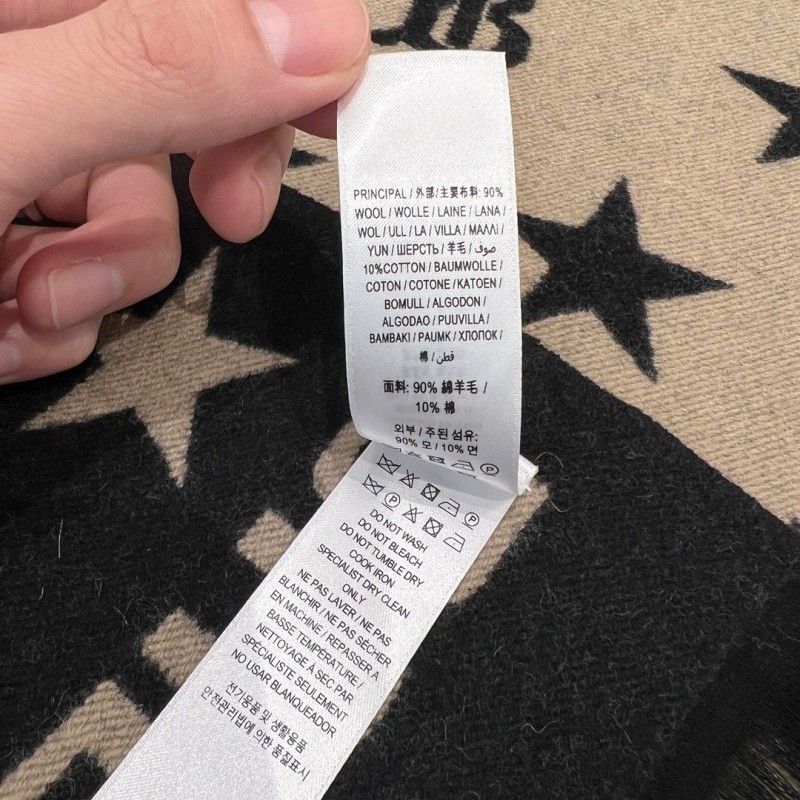 PRINCIPAL / 外部 / 主要布料: 90%
WOOL / WOLLE / LAINE / LANA /
WOL / ULL / LA / VILLA / ΜΑΛΛΙ /
YUN / ШЕРСТЬ / 羊毛 / صوف
10%COTTON / BAUMWOLLE /
COTON / COTONE / KATOEN /
BOMULL / ALGODON /
ALGODAO / PUUVILLA /
BAMBAKI / PAUMK / ХЛОПОК /
棉 / قطن
面料: 90% 綿羊毛 /
10% 棉
외부 / 주된 섬유:
90% 모 / 10% 면
P
P
P
DO NOT WASH
DO NOT BLEACH
DO NOT TUMBLE DRY
COOK IRON
SPECIALIST DRY CLEAN
ONLY
NE PAS LAVER / NE PAS
BLANCHIR / NE PAS SÉCHER
EN MACHINE / REPASSER A
BASSE TEMPÉRATURE /
NETTOYAGE À SEC PAR
SPÉCIALISTE SEULEMENT
NO USAR BLANQUEADOR
전기용품 및 생활용품
안전관리법에 의한 품질표시